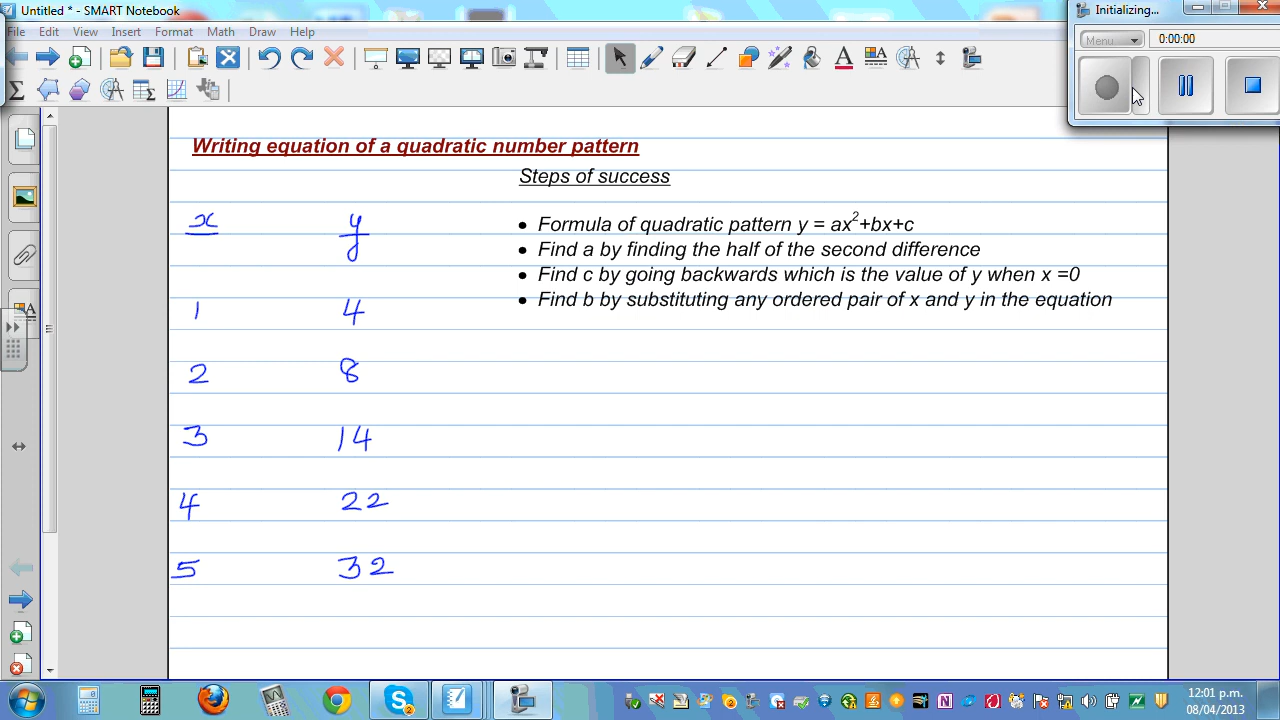 Untitled * - SMART Notebook
Initializing...
File Edit View Insert Format Math Draw Help
Menu
0:00:00
Writing equation of a quadratic number pattern
Steps of success
x y
• Formula of quadratic pattern y = ax²+bx+c
• Find a by finding the half of the second difference
• Find c by going backwards which is the value of y when x =0
• Find b by substituting any ordered pair of x and y in the equation
1 4
2 8
3 14
4 22
5 32
12:01 p.m.
08/04/2013